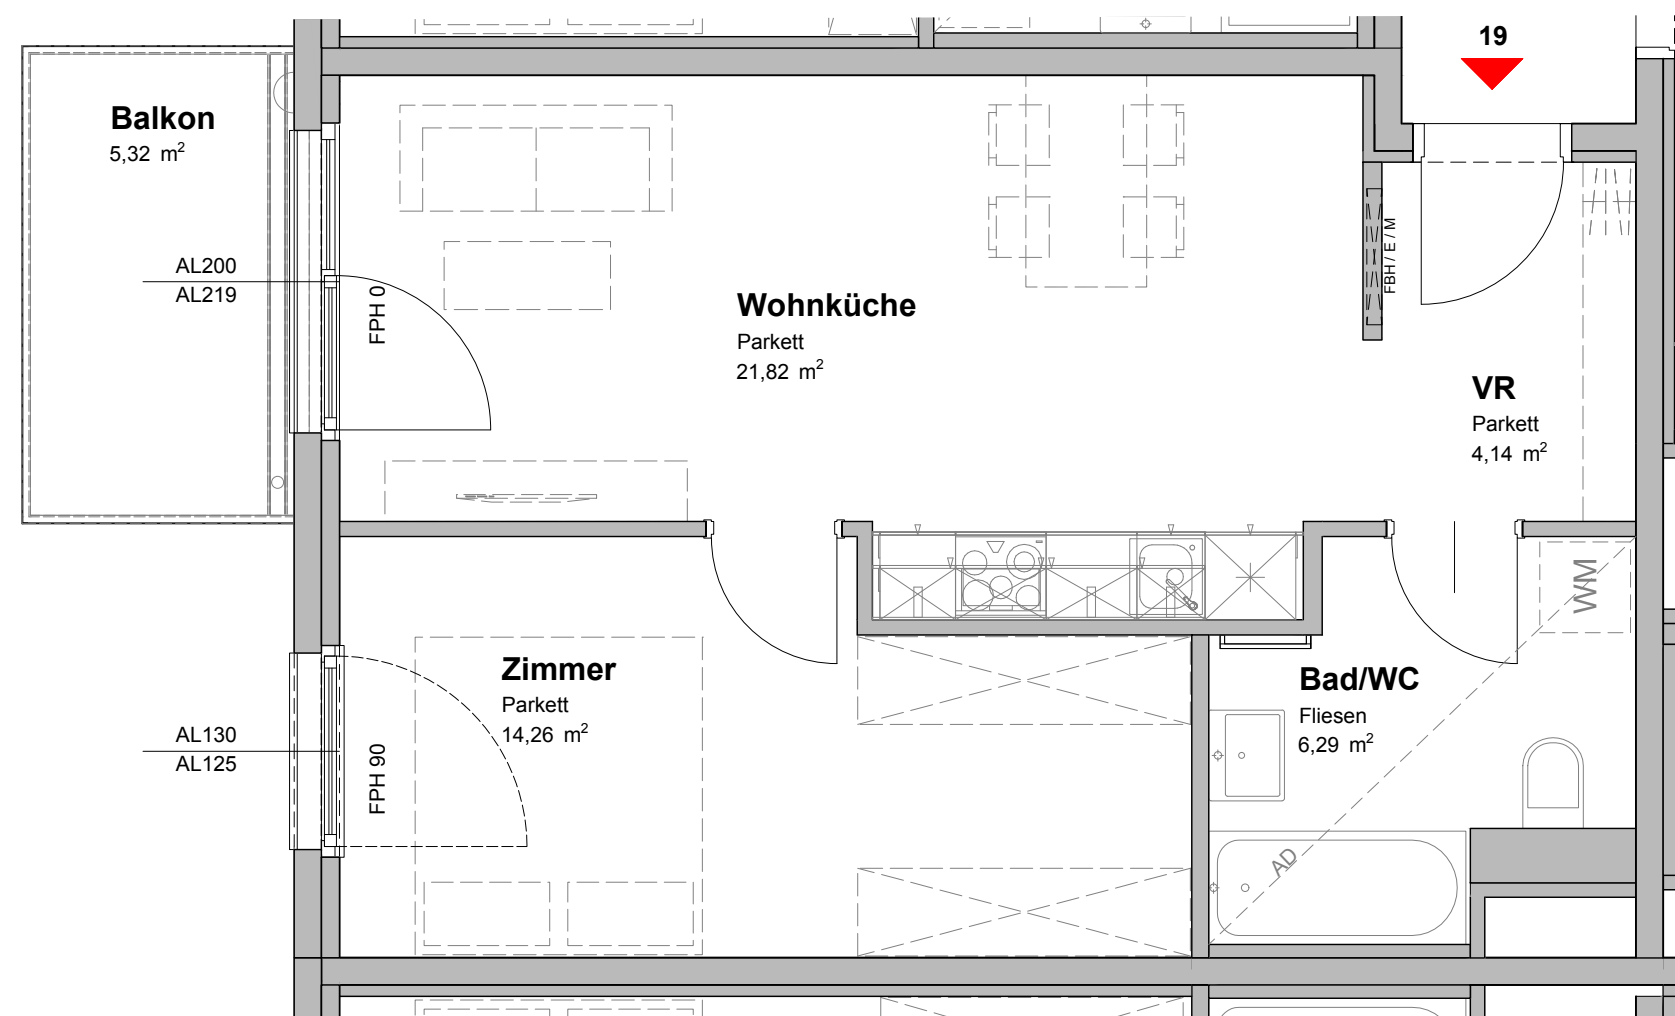 19
Balkon
5,32 m²
AL200
AL219
FPH 0
Wohnküche
Parkett
21,82 m²
FBH / E / M
VR
Parkett
4,14 m²
WM
Zimmer
Parkett
14,26 m²
Bad/WC
Fliesen
6,29 m²
AL130
AL125
FPH 90
AD